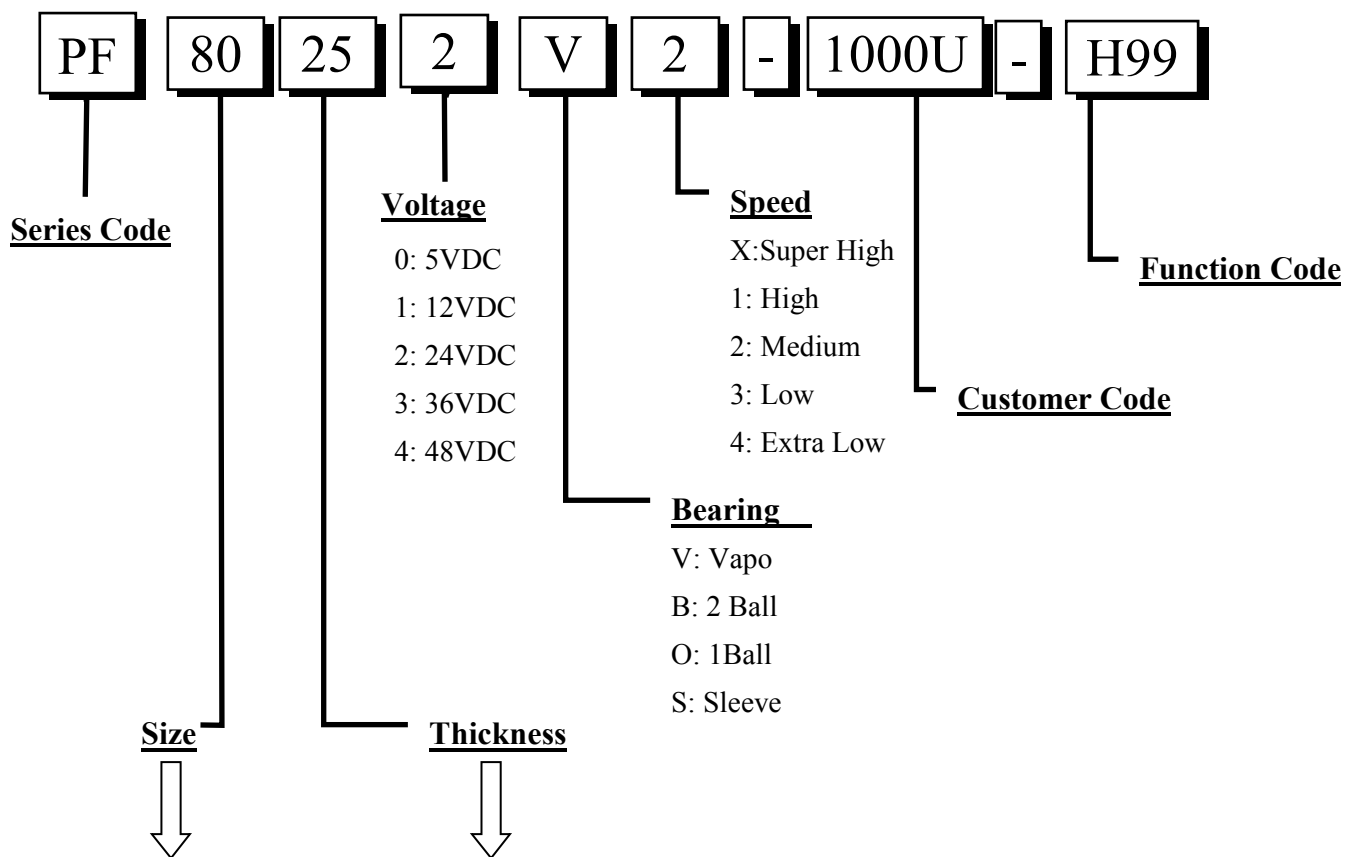 PF 80 25 2 V 2 - 1000U - H99
Series Code
Voltage
0: 5VDC
1: 12VDC
2: 24VDC
3: 36VDC
4: 48VDC
Speed
X:Super High
1: High
2: Medium
3: Low
4: Extra Low
Function Code
Customer Code
Bearing
V: Vapo
B: 2 Ball
O: 1Ball
S: Sleeve
Size
Thickness